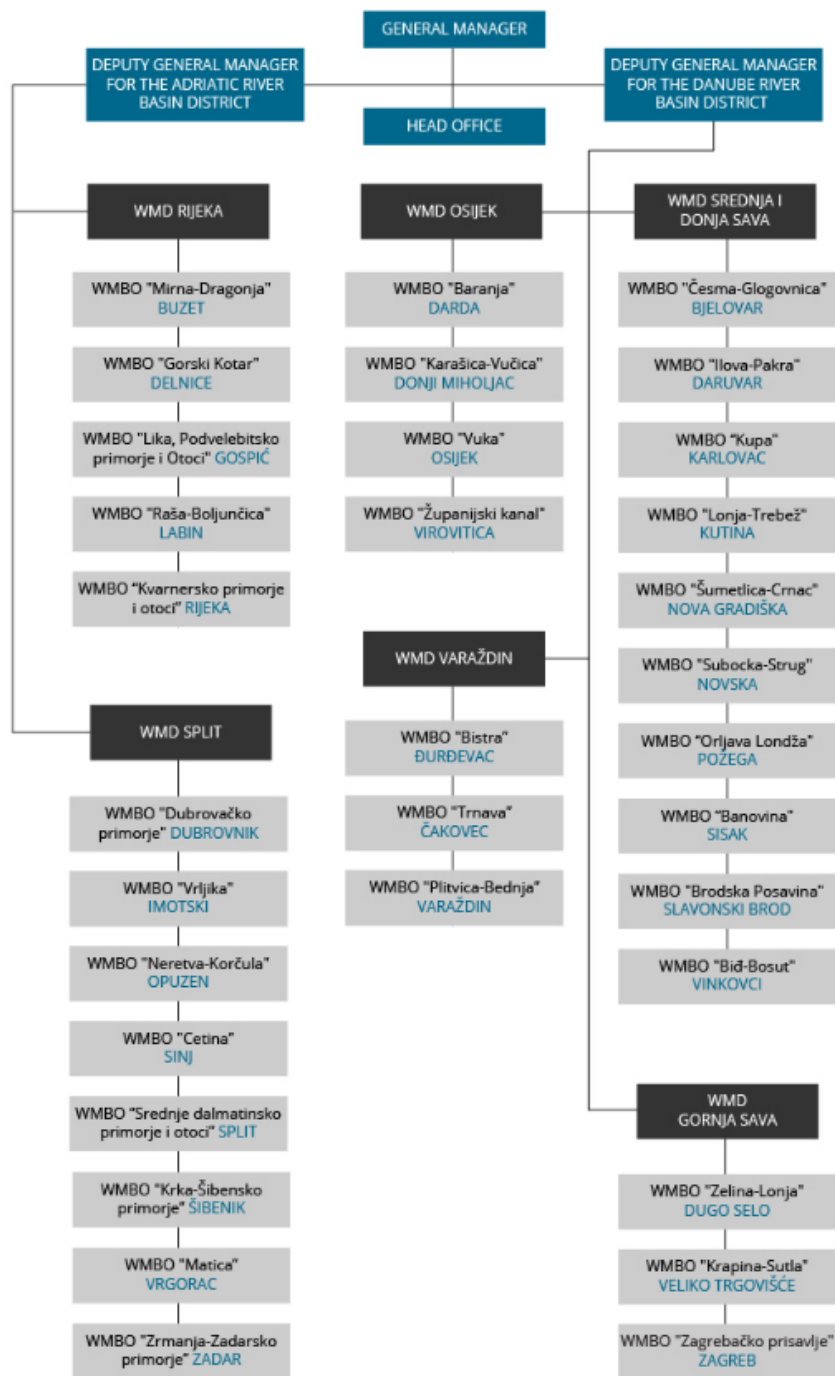 GENERAL MANAGER
DEPUTY GENERAL MANAGER
FOR THE ADRIATIC RIVER
BASIN DISTRICT
DEPUTY GENERAL MANAGER
FOR THE DANUBE RIVER
BASIN DISTRICT
HEAD OFFICE
WMD RIJEKA
WMBO "Mirna-Dragonja"
BUZET
WMBO "Gorski Kotar"
DELNICE
WMBO "Lika, Podvelebitsko
primorje i Otoci" GOSPIĆ
WMBO "Raša-Boljunčica"
LABIN
WMBO "Kvarnersko primorje
i otoci" RIJEKA
WMD SPLIT
WMBO "Dubrovačko
primorje" DUBROVNIK
WMBO "Vrljika"
IMOTSKI
WMBO "Neretva-Korčula"
OPUZEN
WMBO "Cetina"
SINJ
WMBO "Srednje dalmatinsko
primorje i otoci" SPLIT
WMBO "Krka-Šibensko
primorje" ŠIBENIK
WMBO "Matica"
VRGORAC
WMBO "Zrmanja-Zadarsko
primorje" ZADAR
WMD OSIJEK
WMBO "Baranja"
DARDA
WMBO "Karašica-Vučica"
DONJI MIHOLJAC
WMBO "Vuka"
OSIJEK
WMBO "Županijski kanal"
VIROVITICA
WMD VARAŽDIN
WMBO "Bistra"
ĐURĐEVAC
WMBO "Trnava"
ČAKOVEC
WMBO "Plitvica-Bednja"
VARAŽDIN
WMD SREDNJA I
DONJA SAVA
WMBO "Česma-Glogovnica"
BJELOVAR
WMBO "Ilova-Pakra"
DARUVAR
WMBO "Kupa"
KARLOVAC
WMBO "Lonja-Trebež"
KUTINA
WMBO "Šumetlica-Crnac"
NOVA GRADIŠKA
WMBO "Subocka-Strug"
NOVSKA
WMBO "Orljava Londža"
POŽEGA
WMBO "Banovina"
SISAK
WMBO "Brodska Posavina"
SLAVONSKI BROD
WMBO "Biđ-Bosut"
VINKOVCI
WMD
GORNJA SAVA
WMBO "Zelina-Lonja"
DUGO SELO
WMBO "Krapina-Sutla"
VELIKO TRGOVIŠĆE
WMBO "Zagrebačko prisavlje"
ZAGREB